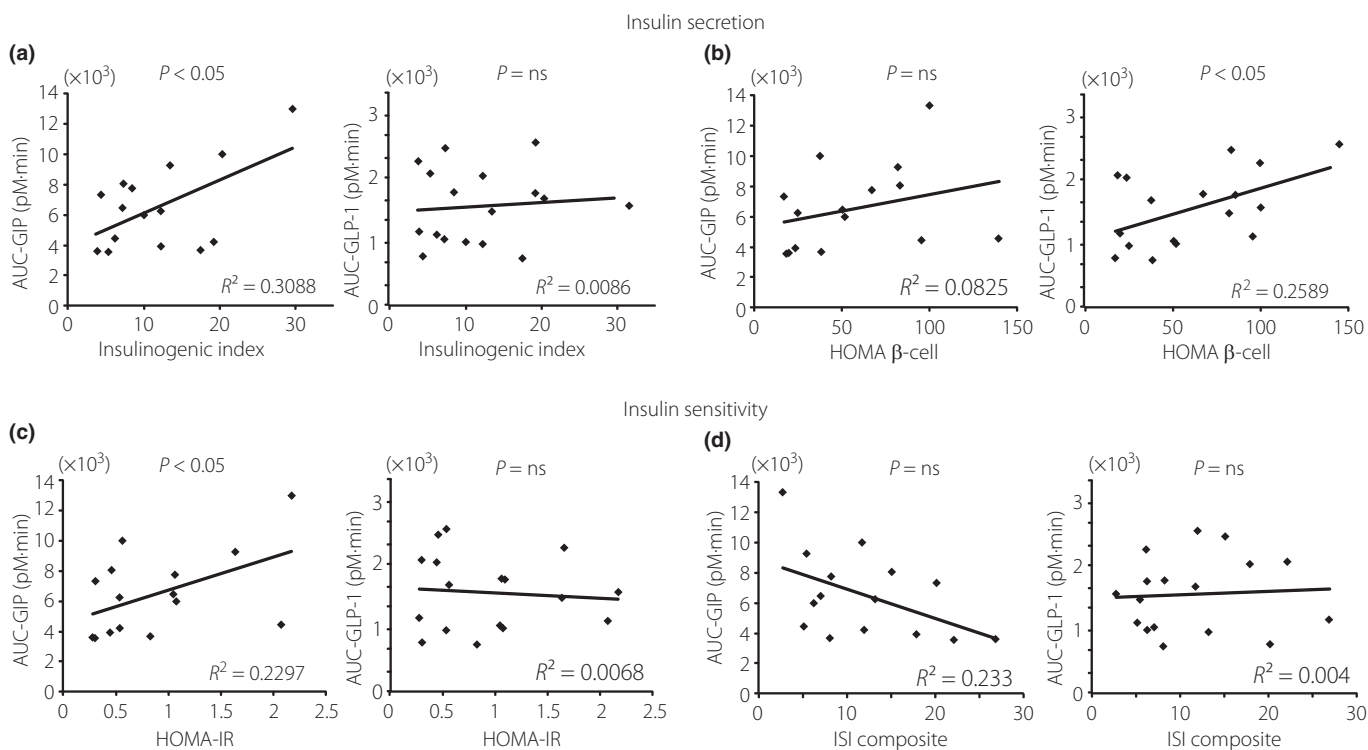 Insulin secretion
(a)
(×10³)
P < 0.05
AUC-GIP (pM·min)
14
12
10
8
6
4
2
0
R² = 0.3088
0
10
20
30
Insulinogenic index
(×10³)
P = ns
AUC-GLP-1 (pM·min)
3
2
1
0
R² = 0.0086
0
10
20
30
Insulinogenic index
(b)
(×10³)
P = ns
AUC-GIP (pM·min)
14
12
10
8
6
4
2
0
R² = 0.0825
0
50
100
150
HOMA β-cell
(×10³)
P < 0.05
AUC-GLP-1 (pM·min)
3
2
1
0
R² = 0.2589
0
50
100
150
HOMA β-cell
Insulin sensitivity
(c)
(×10³)
P < 0.05
AUC-GIP (pM·min)
14
12
10
8
6
4
2
0
R² = 0.2297
0
0.5
1
1.5
2
2.5
HOMA-IR
(×10³)
P = ns
AUC-GLP-1 (pM·min)
3
2
1
0
R² = 0.0068
0
0.5
1
1.5
2
2.5
HOMA-IR
(d)
(×10³)
P = ns
AUC-GIP (pM·min)
14
12
10
8
6
4
2
0
R² = 0.233
0
10
20
30
ISI composite
(×10³)
P = ns
AUC-GLP-1 (pM·min)
3
2
1
0
R² = 0.004
0
10
20
30
ISI composite